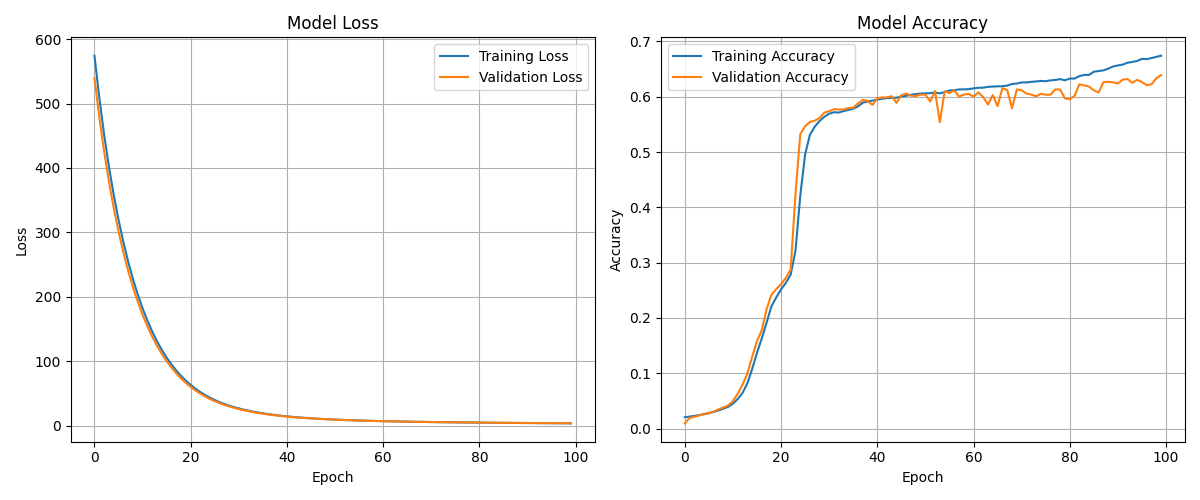 Model Loss
600
500
400
300
200
100
0
Loss
Training Loss
Validation Loss
0 20 40 60 80 100
Epoch
Model Accuracy
0.7
0.6
0.5
0.4
0.3
0.2
0.1
0.0
Accuracy
Training Accuracy
Validation Accuracy
0 20 40 60 80 100
Epoch